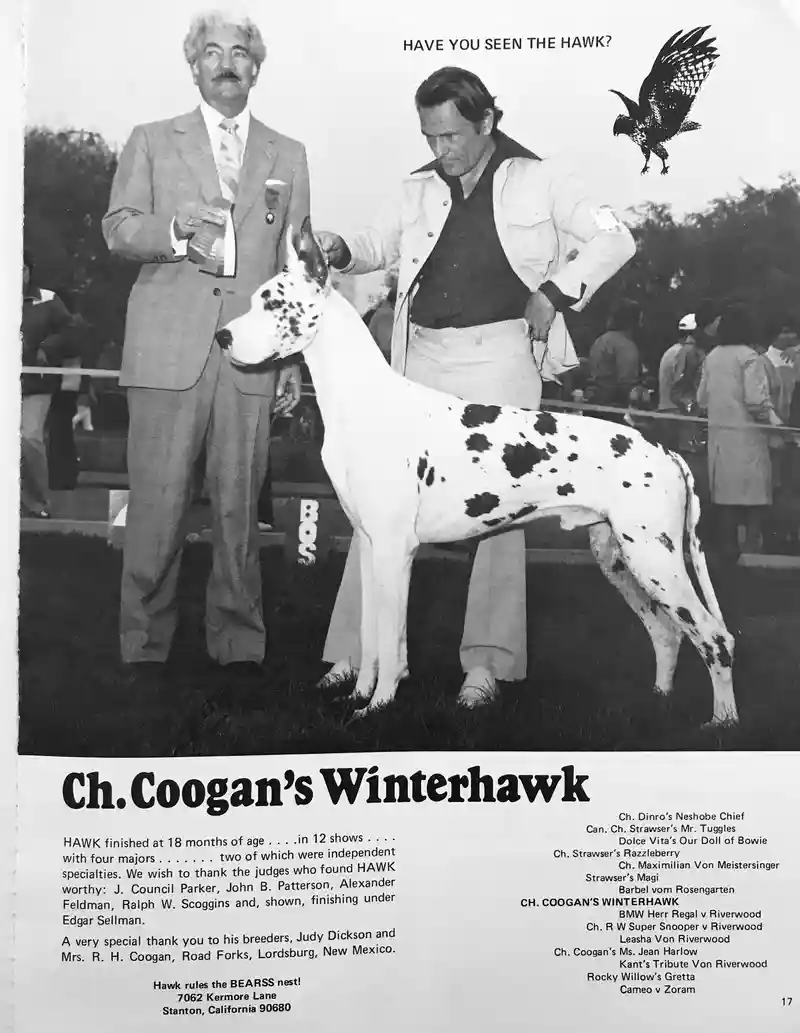 HAVE YOU SEEN THE HAWK?
BOS
Ch. Coogan's Winterhawk
HAWK finished at 18 months of age . . . .in 12 shows . . . .
with four majors . . . . . . . two of which were independent
specialties. We wish to thank the judges who found HAWK
worthy: J. Council Parker, John B. Patterson, Alexander
Feldman, Ralph W. Scoggins and, shown, finishing under
Edgar Sellman.
A very special thank you to his breeders, Judy Dickson and
Mrs. R. H. Coogan, Road Forks, Lordsburg, New Mexico.
Hawk rules the BEARSS nest!
7062 Kermore Lane
Stanton, California 90680
Ch. Dinro's Neshobe Chief
Can. Ch. Strawser's Mr. Tuggles
Dolce Vita's Our Doll of Bowie
Ch. Strawser's Razzleberry
Ch. Maximilian Von Meistersinger
Strawser's Magi
Barbel vom Rosengarten
CH. COOGAN'S WINTERHAWK
BMW Herr Regal v Riverwood
Ch. R W Super Snooper v Riverwood
Leasha Von Riverwood
Ch. Coogan's Ms. Jean Harlow
Kant's Tribute Von Riverwood
Rocky Willow's Gretta
Cameo v Zoram
17